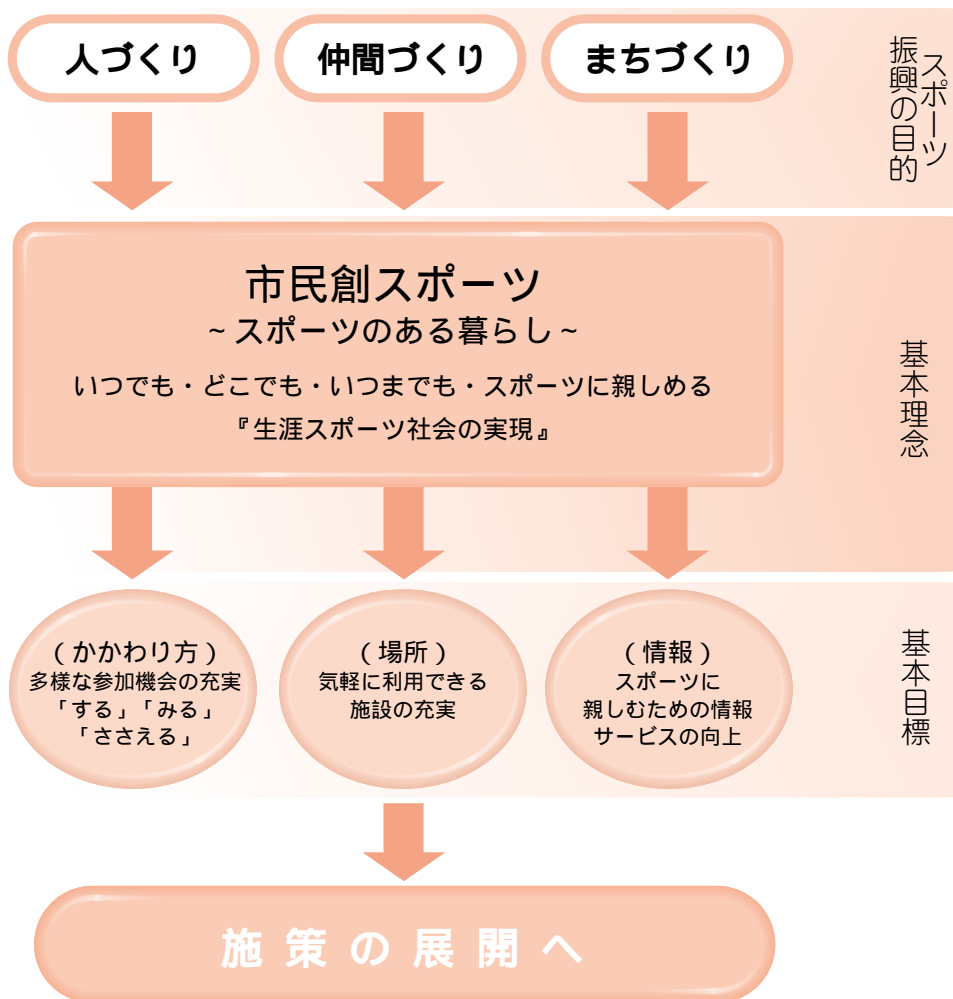 人づくり
仲間づくり
まちづくり
スポーツ
振興の目的
市民創スポーツ
~スポーツのある暮らし~
いつでも・どこでも・いつまでも・スポーツに親しめる
『生涯スポーツ社会の実現』
基本理念
(かかわり方)
多様な参加機会の充実
「する」「みる」
「ささえる」
(場所)
気軽に利用できる
施設の充実
(情報)
スポーツに
親しむための情報
サービスの向上
基本目標
施策の展開へ